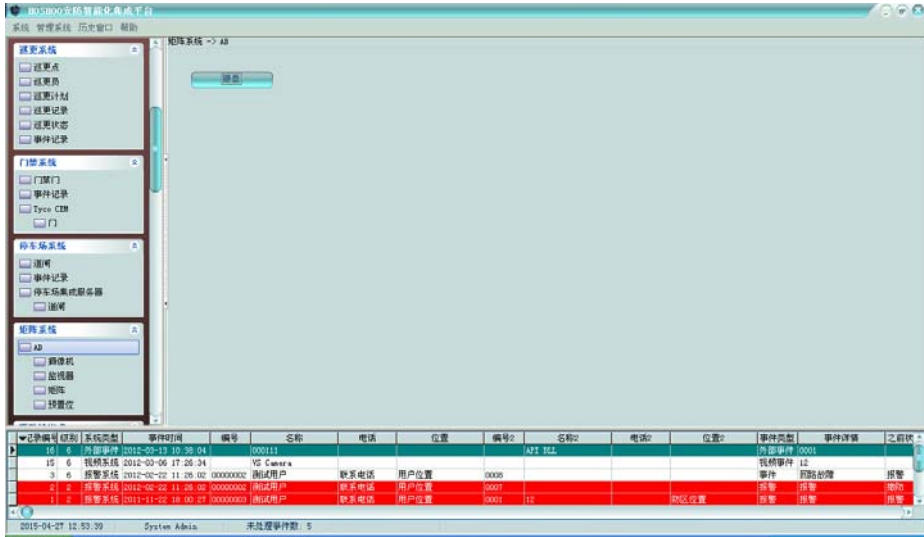 HOS800安防智能化集成平台
系统 管理系统 历史窗口 帮助
巡更系统
巡更点
巡更员
巡更计划
巡更记录
巡更状态
事件记录
门禁系统
门禁门
事件记录
Tyco CEM
门
停车场系统
道闸
事件记录
停车场集成服务器
道闸
矩阵系统
AD
摄像机
监视器
矩阵
预置位
矩阵系统 -> AD
键盘
记录编号 级别 系统类型 事件时间 编号 名称 电话 位置 编号2 名称2 电话2 位置2 事件类型 事件详情 之前状
16 6 外部事件 2012-03-13 10:38:04 000111 API DLL 外部事件 0001
15 6 视频系统 2012-03-06 17:26:34 VS Camera 视频事件 12
3 6 报警系统 2012-02-22 11:26:02 00000002 测试用户 联系电话 用户位置 0008 事件 回路故障 报警
2 2 报警系统 2012-02-22 11:26:02 00000002 测试用户 联系电话 用户位置 0007 报警 报警 撤防
1 2 报警系统 2011-11-22 18:00:27 00000003 测试用户 联系电话 用户位置 0001 12 防区位置 报警 报警 报警
2015-04-27 12:53:39 System Admin 未处理事件数: 5